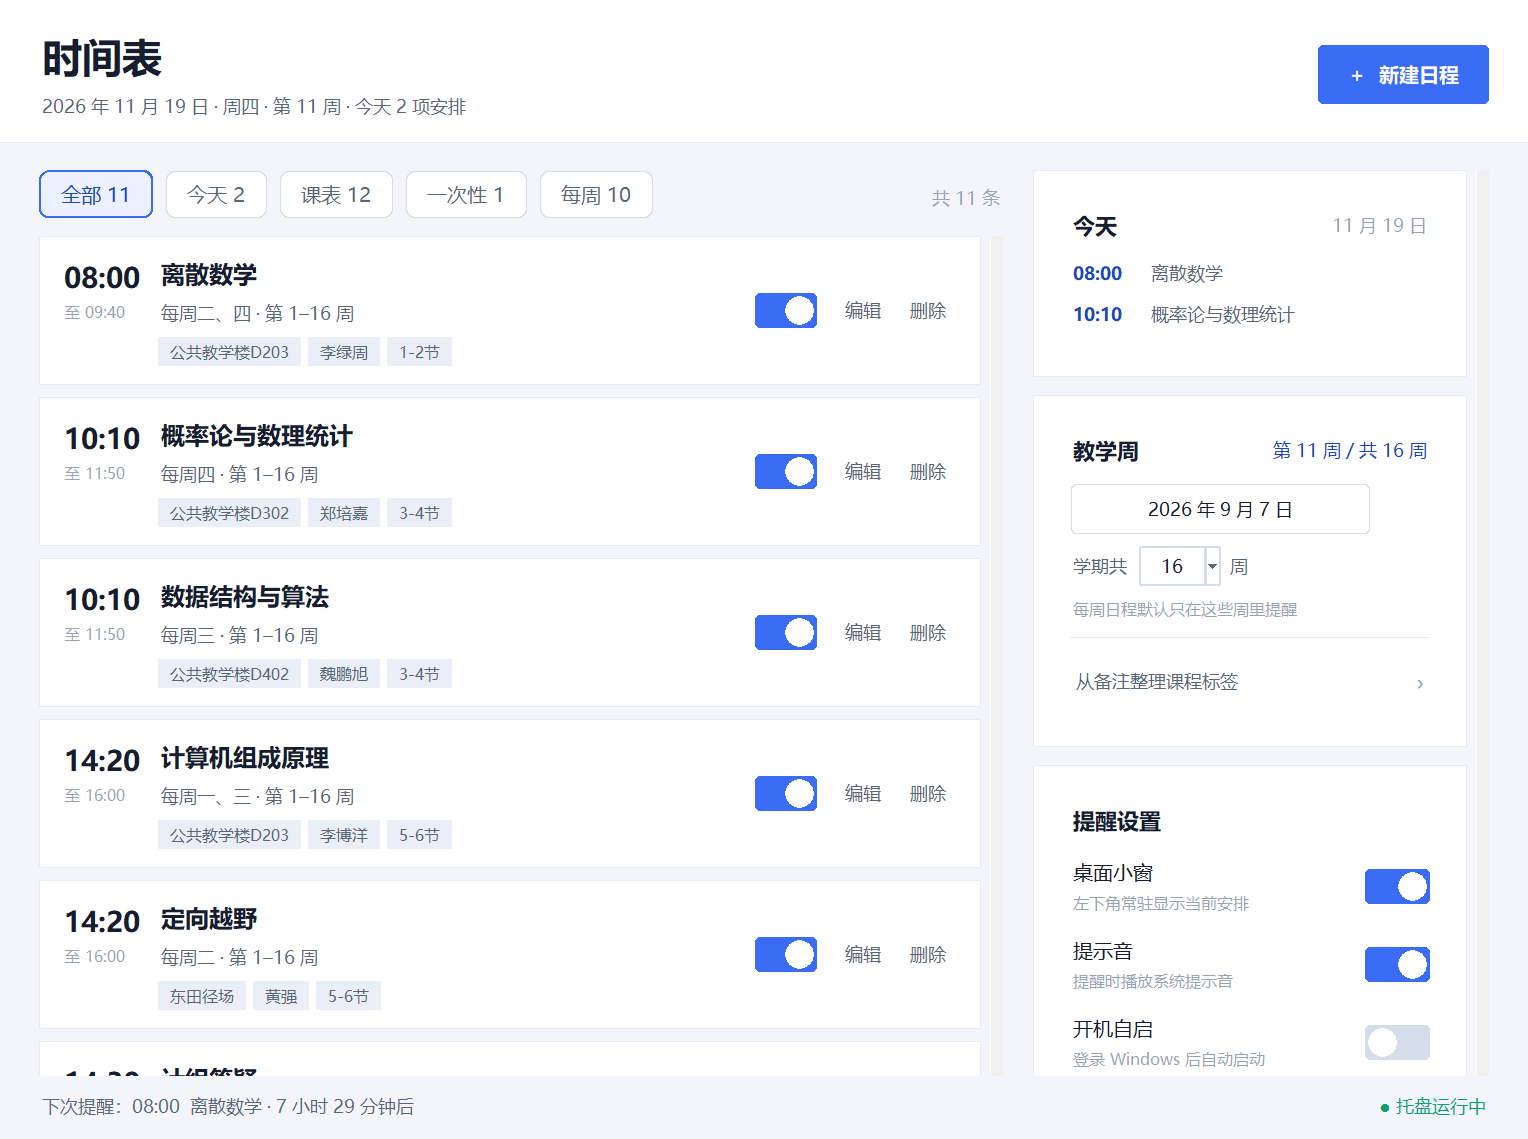 时间表
2026 年 11 月 19 日 · 周四 · 第 11 周 · 今天 2 项安排
+ 新建日程
全部 11
今天 2
课表 12
一次性 1
每周 10
共 11 条
08:00 离散数学
至 09:40 每周二、四 · 第 1–16 周
公共教学楼D203 李绿周 1-2节
编辑 删除
10:10 概率论与数理统计
至 11:50 每周四 · 第 1–16 周
公共教学楼D302 郑培嘉 3-4节
编辑 删除
10:10 数据结构与算法
至 11:50 每周三 · 第 1–16 周
公共教学楼D402 魏鹏旭 3-4节
编辑 删除
14:20 计算机组成原理
至 16:00 每周一、三 · 第 1–16 周
公共教学楼D203 李博洋 5-6节
编辑 删除
14:20 定向越野
至 16:00 每周二 · 第 1–16 周
东田径场 黄强 5-6节
编辑 删除
今天 11 月 19 日
08:00 离散数学
10:10 概率论与数理统计
教学周 第 11 周 / 共 16 周
2026 年 9 月 7 日
学期共 16 周
每周日程默认只在这些周里提醒
从备注整理课程标签 ›
提醒设置
桌面小窗
左下角常驻显示当前安排
提示音
提醒时播放系统提示音
开机自启
登录 Windows 后自动启动
下次提醒：08:00 离散数学 · 7 小时 29 分钟后
● 托盘运行中